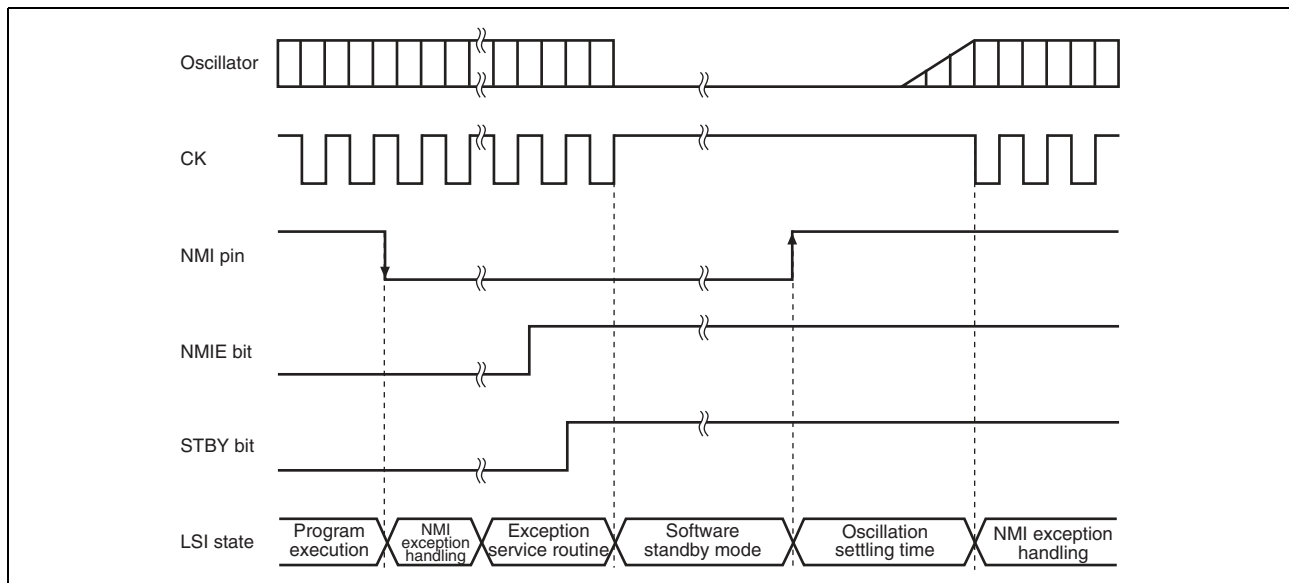 Oscillator
CK
NMI pin
NMIE bit
STBY bit
LSI state
Program
execution
NMI
exception
handling
Exception
service routine
Software
standby mode
Oscillation
settling time
NMI exception
handling